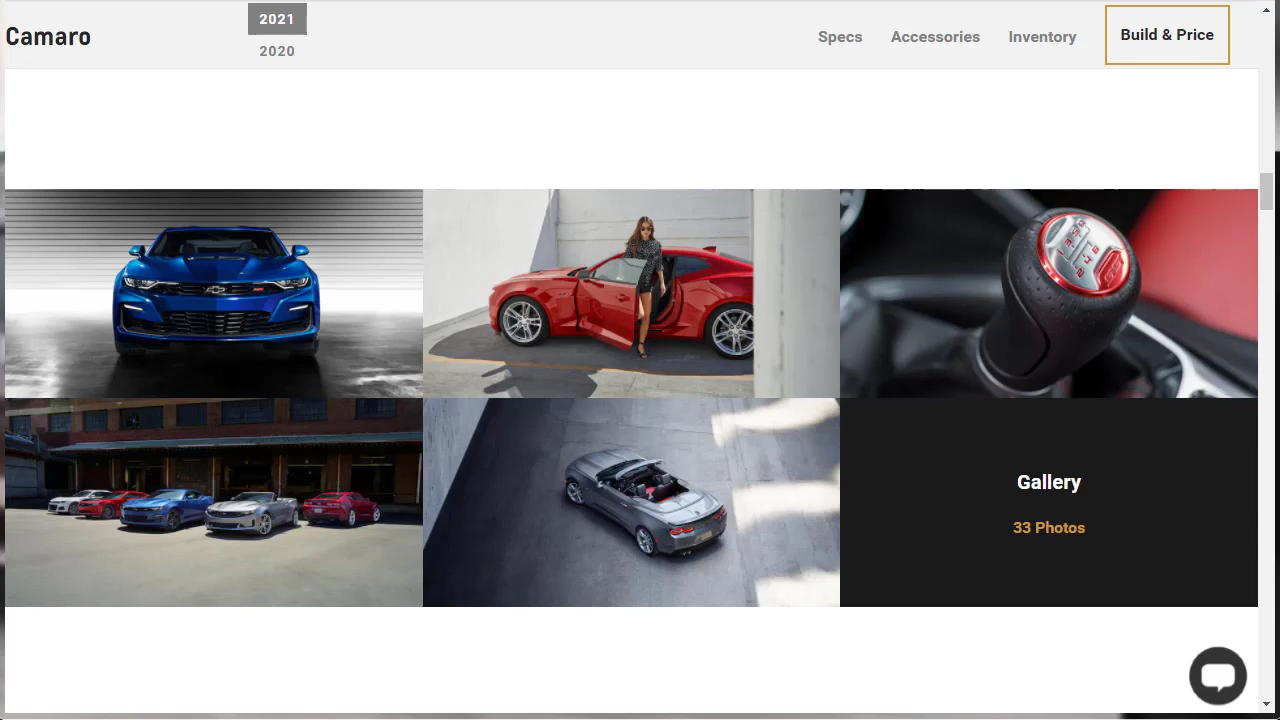 Camaro
2021
2020
Specs
Accessories
Inventory
Build & Price
Gallery
33 Photos